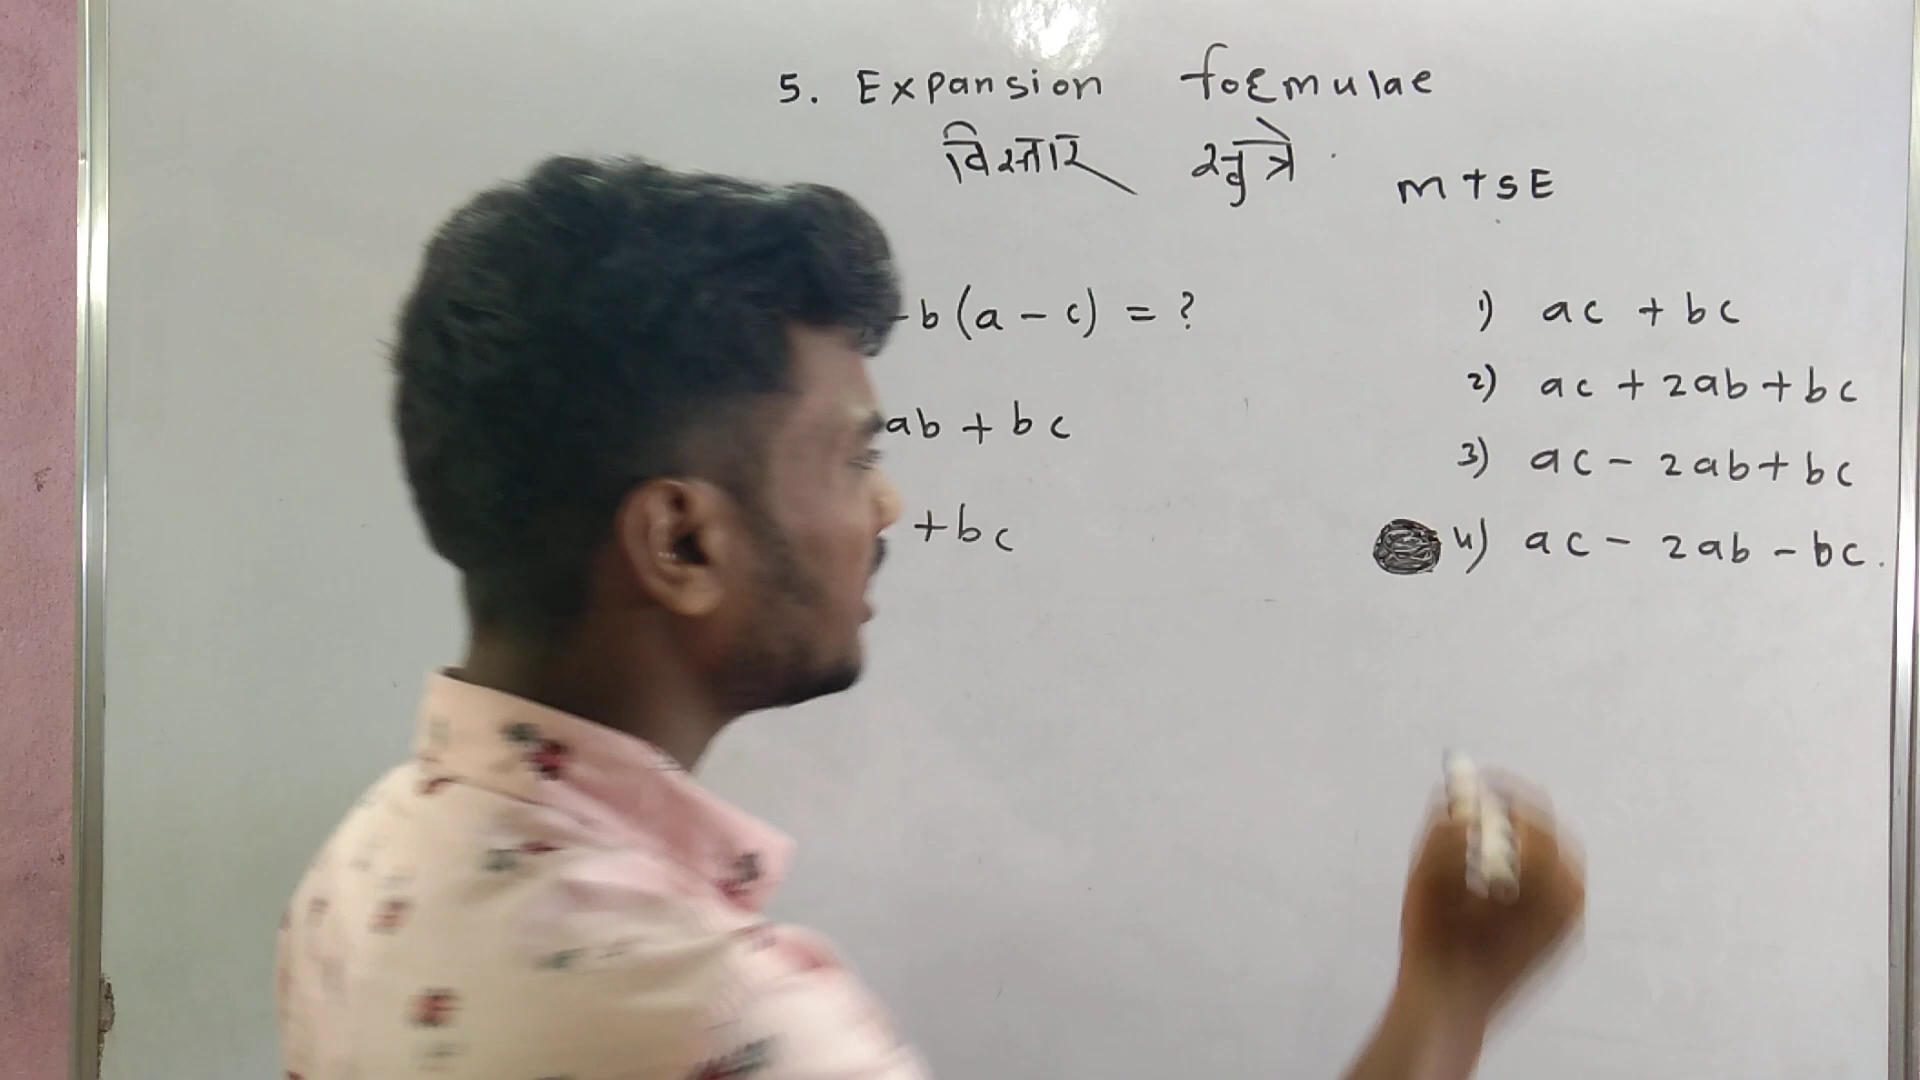 5. Expansion formulae
विस्तार सुत्रे
MTSE
-b(a-c) = ?
ab + bc
+bc
1) ac + bc
2) ac + 2ab + bc
3) ac - 2ab + bc
4) ac - 2ab - bc.